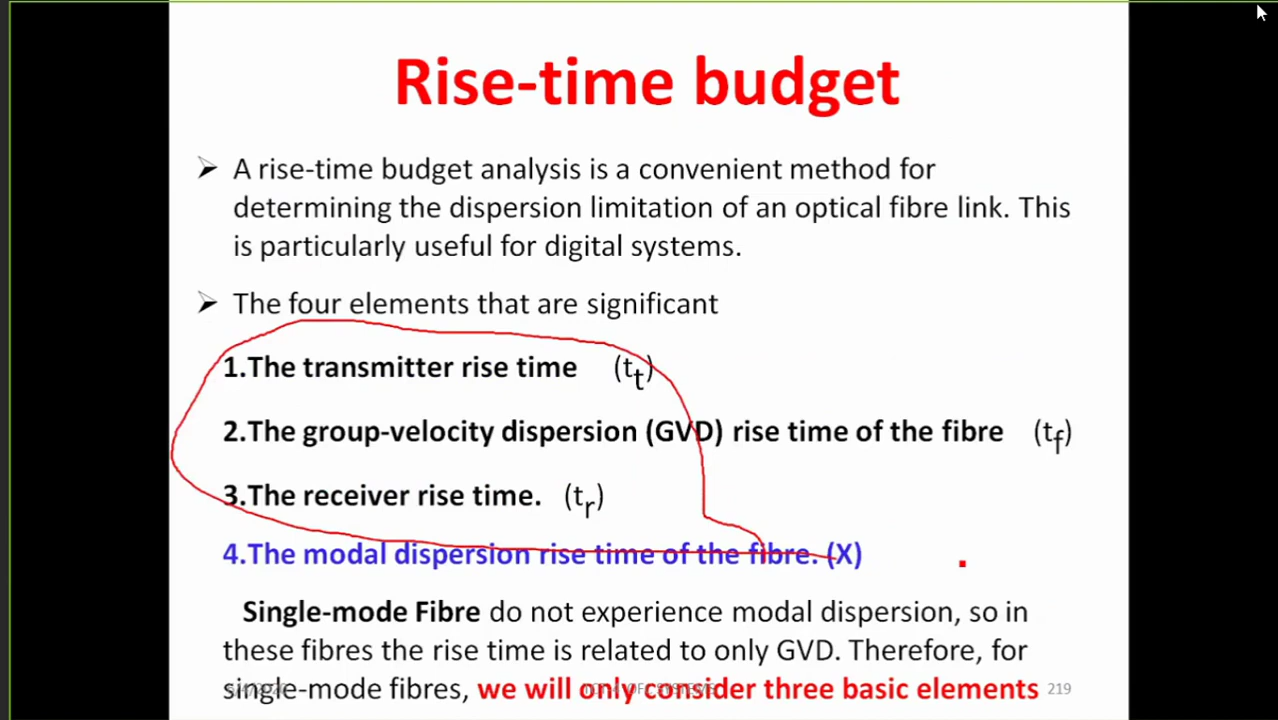 Rise-time budget
➢ A rise-time budget analysis is a convenient method for
determining the dispersion limitation of an optical fibre link. This
is particularly useful for digital systems.
➢ The four elements that are significant
1.The transmitter rise time (tt)
2.The group-velocity dispersion (GVD) rise time of the fibre (tf)
3.The receiver rise time. (tr)
4.The modal dispersion rise time of the fibre. (X)
Single-mode Fibre do not experience modal dispersion, so in
these fibres the rise time is related to only GVD. Therefore, for
single-mode fibres, we will only consider three basic elements
219